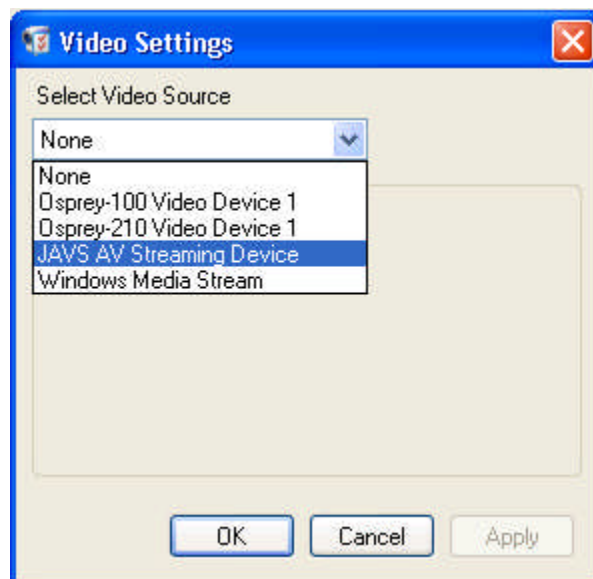 Video Settings
Select Video Source
None
None
Osprey-100 Video Device 1
Osprey-210 Video Device 1
JAVS AV Streaming Device
Windows Media Stream
OK Cancel Apply